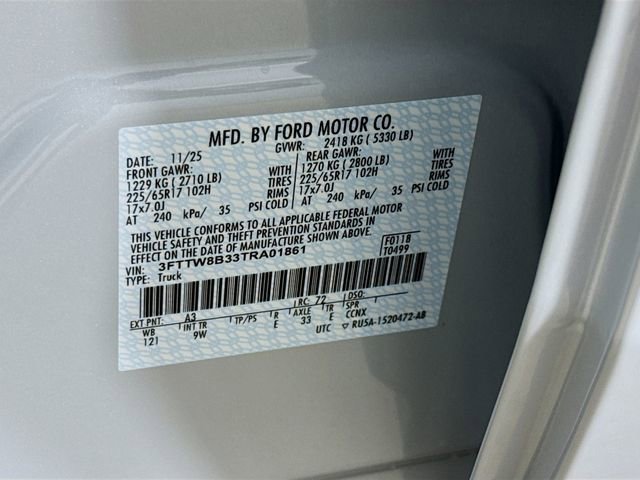 MFD. BY FORD MOTOR CO.
DATE: 11/25 GVWR: 2418 KG ( 5330 LB)
FRONT GAWR: WITH REAR GAWR: WITH
1229 KG ( 2710 LB) TIRES 1270 KG ( 2800 LB) TIRES
225/65R17 102H RIMS 225/65R17 102H RIMS
17x7.0J 17x7.0J
AT 240 kPa/ 35 PSI COLD AT 240 kPa/ 35 PSI COLD
THIS VEHICLE CONFORMS TO ALL APPLICABLE FEDERAL MOTOR
VEHICLE SAFETY AND THEFT PREVENTION STANDARDS IN
EFFECT ON THE DATE OF MANUFACTURE SHOWN ABOVE.
VIN: 3FTTW8B33TRA01861 F0118
TYPE: Truck T0499
RC: 72 DSO:
EXT PNT: A3 R AXLE TR SPR
WB INT TR TP/PS E 33 E CCNX
121 9W UTC ▽ RU5A-1520472-AB